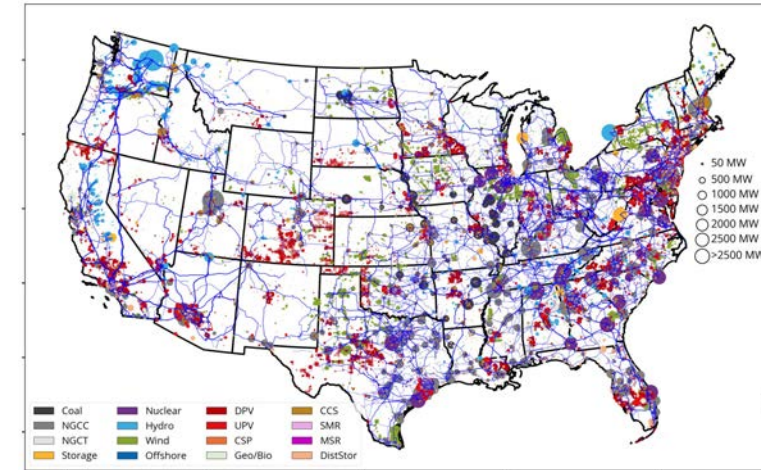 50 MW
500 MW
1000 MW
1500 MW
2000 MW
2500 MW
>2500 MW
Coal Nuclear DPV CCS
NGCC Hydro UPV SMR
NGCT Wind CSP MSR
Storage Offshore Geo/Bio DistStor